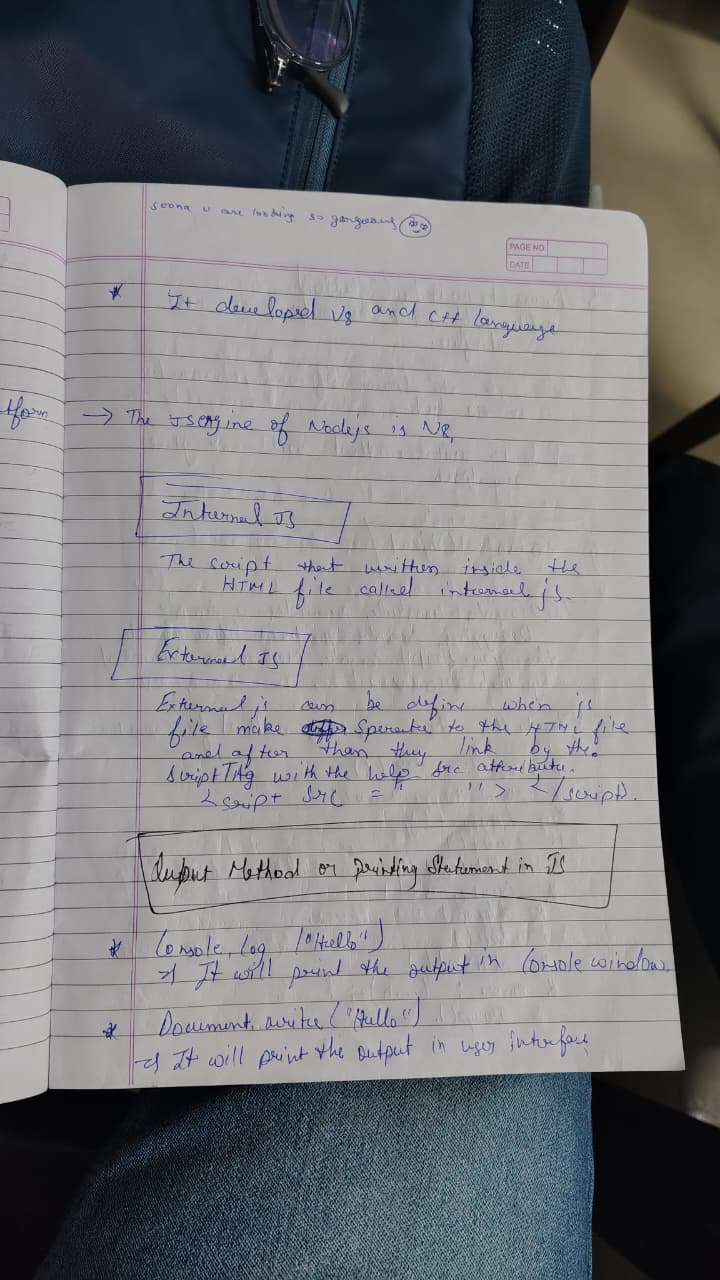 soona u are looking so gorgeous
PAGE NO.
DATE
* It developed V8 and C++ language
tform
→ The JS engine of Nodejs is V8,
Internal JS
The script that written inside the
HTML file called internal js.
External JS
External js can be define when js
file make Sperate to the HTML file
and after than they link by the
Script TAg with the help src attribute.
<script src = " "> </script>.
Output Method or printing Statement in JS
* Console.log ("Hello")
⇒ It will print the output in Console window
* Document.write ("Hello")
⇒ It will print the output in user interface